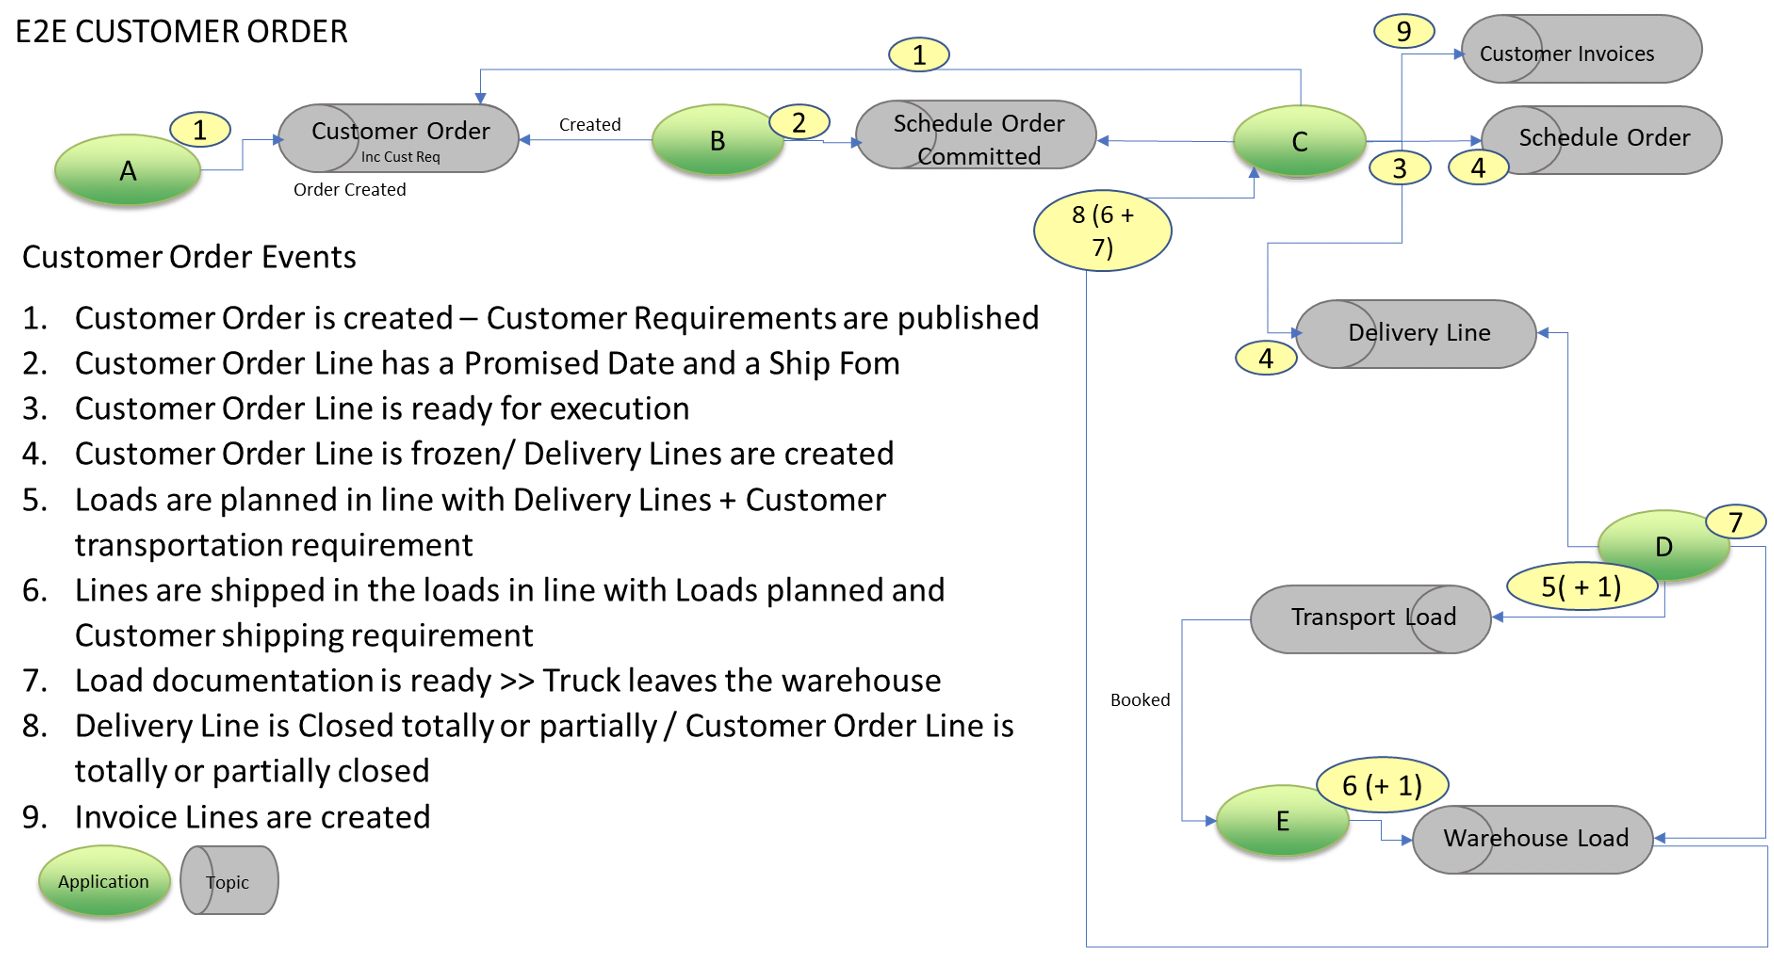 E2E CUSTOMER ORDER
1
9
Customer Invoices
A
1
Customer Order
Inc Cust Req
Order Created
Created
B
2
Schedule Order
Committed
C
3
4
Schedule Order
8 (6 +
7)
Customer Order Events
1. Customer Order is created – Customer Requirements are published
2. Customer Order Line has a Promised Date and a Ship Fom
3. Customer Order Line is ready for execution
4. Customer Order Line is frozen/ Delivery Lines are created
5. Loads are planned in line with Delivery Lines + Customer
transportation requirement
6. Lines are shipped in the loads in line with Loads planned and
Customer shipping requirement
7. Load documentation is ready >> Truck leaves the warehouse
8. Delivery Line is Closed totally or partially / Customer Order Line is
totally or partially closed
9. Invoice Lines are created
Delivery Line
4
D
7
5( + 1)
Transport Load
Booked
E
6 (+ 1)
Warehouse Load
Application
Topic